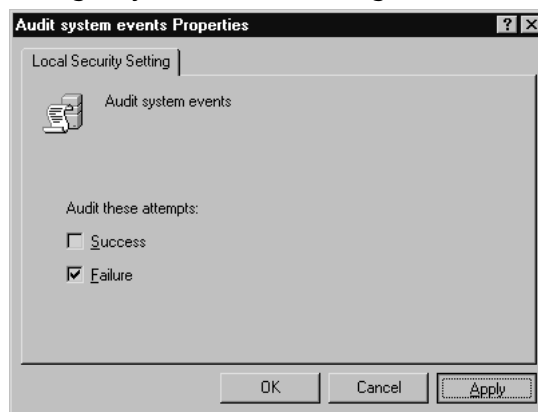 Audit system events Properties
Local Security Setting
Audit system events
Audit these attempts:
Success
Failure
OK Cancel Apply